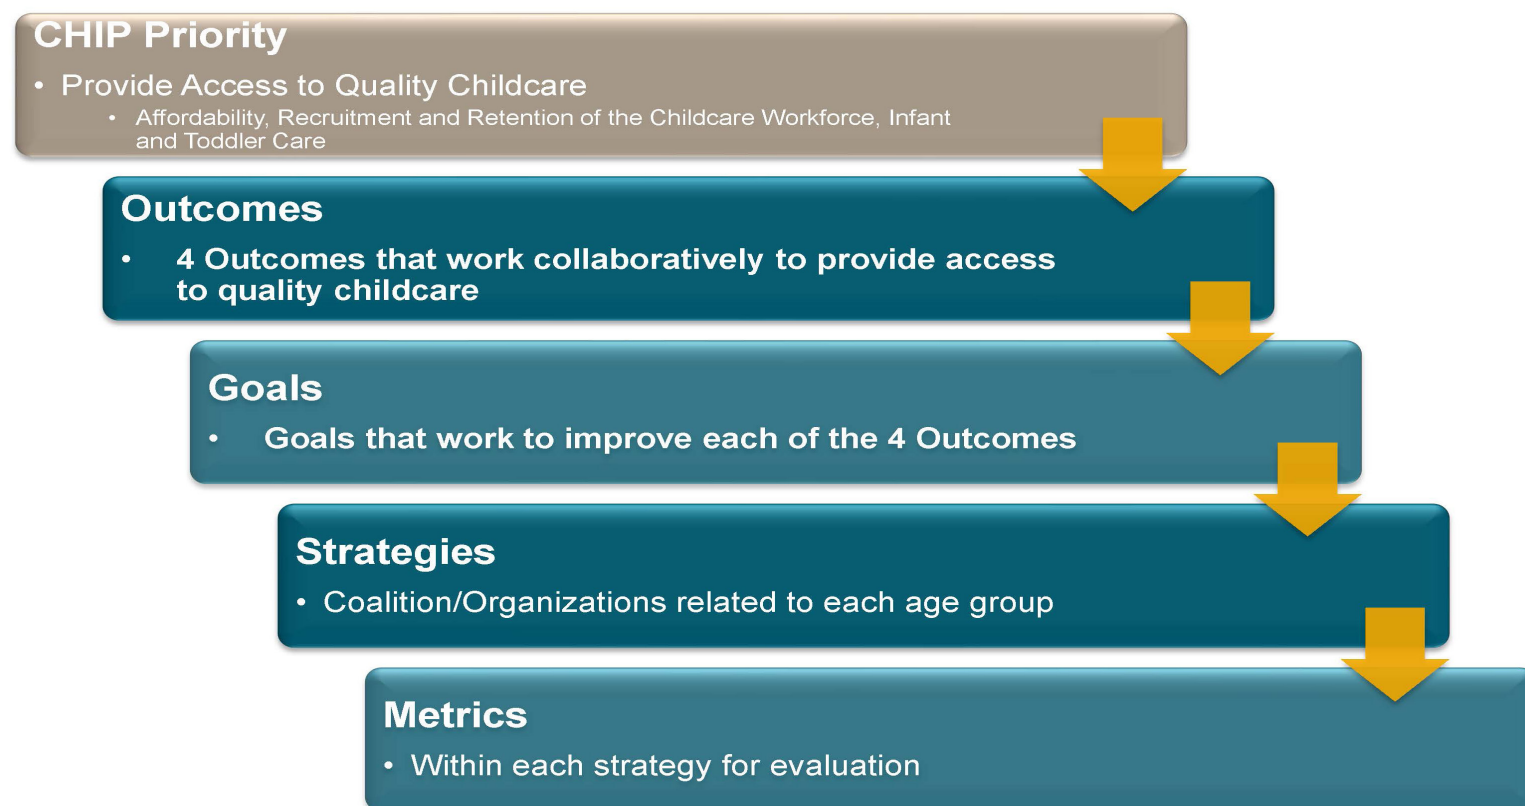 CHIP Priority
• Provide Access to Quality Childcare
• Affordability, Recruitment and Retention of the Childcare Workforce, Infant
and Toddler Care
Outcomes
• 4 Outcomes that work collaboratively to provide access
to quality childcare
Goals
• Goals that work to improve each of the 4 Outcomes
Strategies
• Coalition/Organizations related to each age group
Metrics
• Within each strategy for evaluation